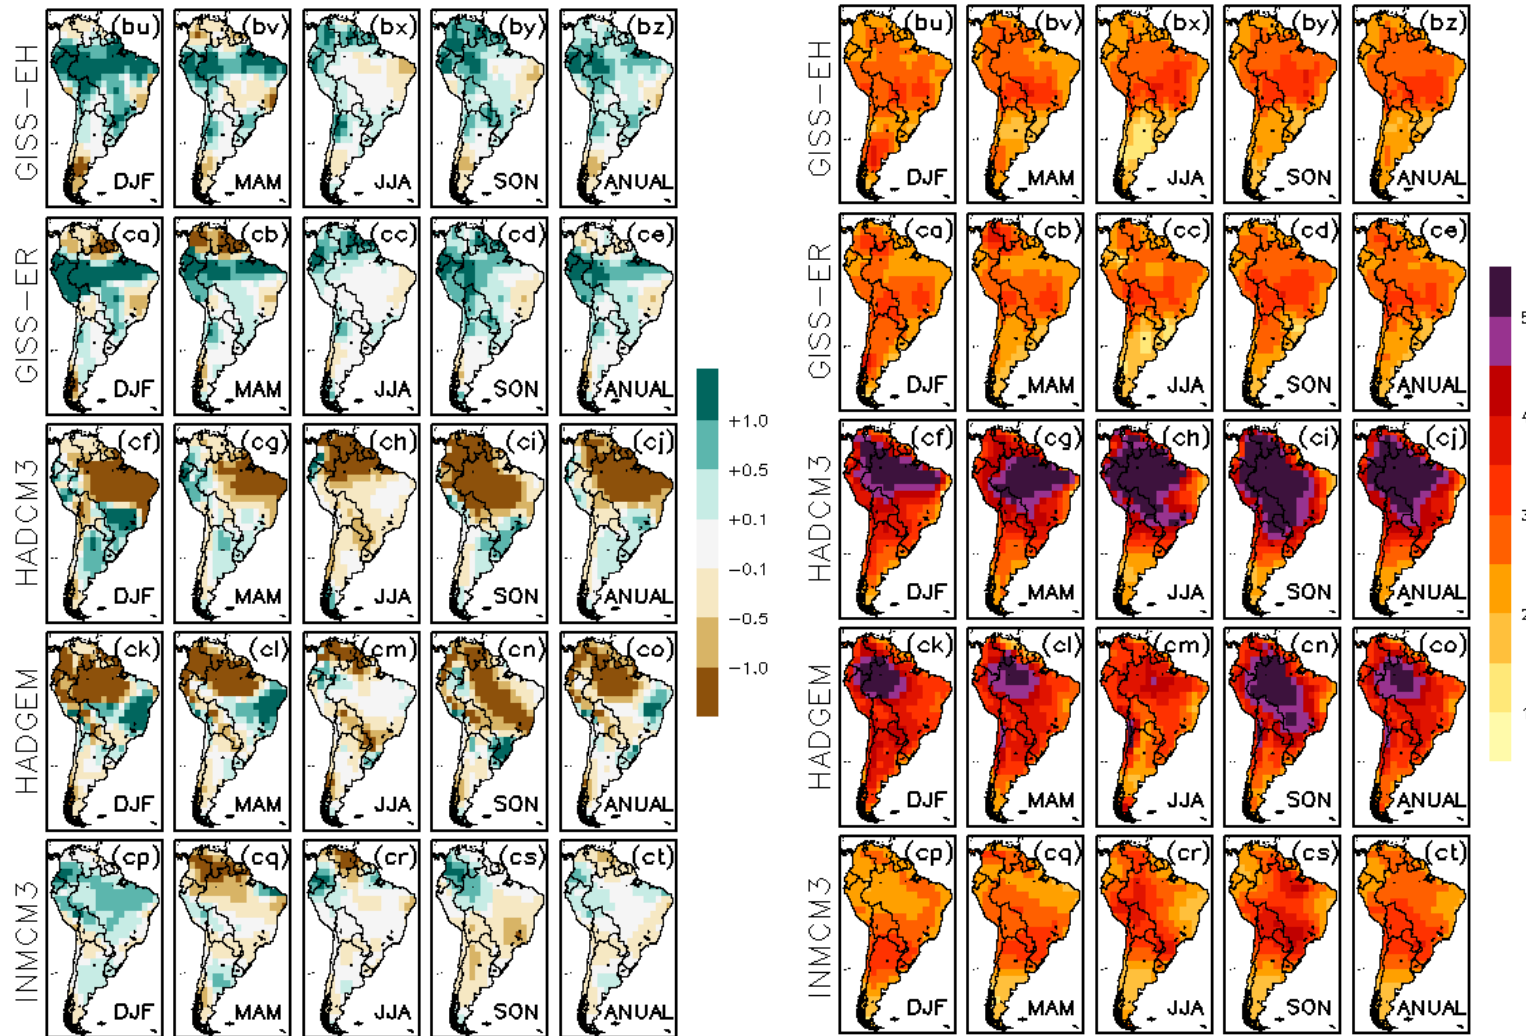 GISS-EH
(bu) DJF
(bv) MAM
(bx) JJA
(by) SON
(bz) ANUAL
(bu) DJF
(bv) MAM
(bx) JJA
(by) SON
(bz) ANUAL
GISS-EH
GISS-ER
(ca) DJF
(cb) MAM
(cc) JJA
(cd) SON
(ce) ANUAL
GISS-ER
(ca) DJF
(cb) MAM
(cc) JJA
(cd) SON
(ce) ANUAL
HADCM3
(cf) DJF
(cg) MAM
(ch) JJA
(ci) SON
(cj) ANUAL
HADCM3
(cf) DJF
(cg) MAM
(ch) JJA
(ci) SON
(cj) ANUAL
HADGEM
(ck) DJF
(cl) MAM
(cm) JJA
(cn) SON
(co) ANUAL
HADGEM
(ck) DJF
(cl) MAM
(cm) JJA
(cn) SON
(co) ANUAL
INMCM3
(cp) DJF
(cq) MAM
(cr) JJA
(cs) SON
(ct) ANUAL
INMCM3
(cp) DJF
(cq) MAM
(cr) JJA
(cs) SON
(ct) ANUAL
+1.0
+0.5
+0.1
-0.1
-0.5
-1.0